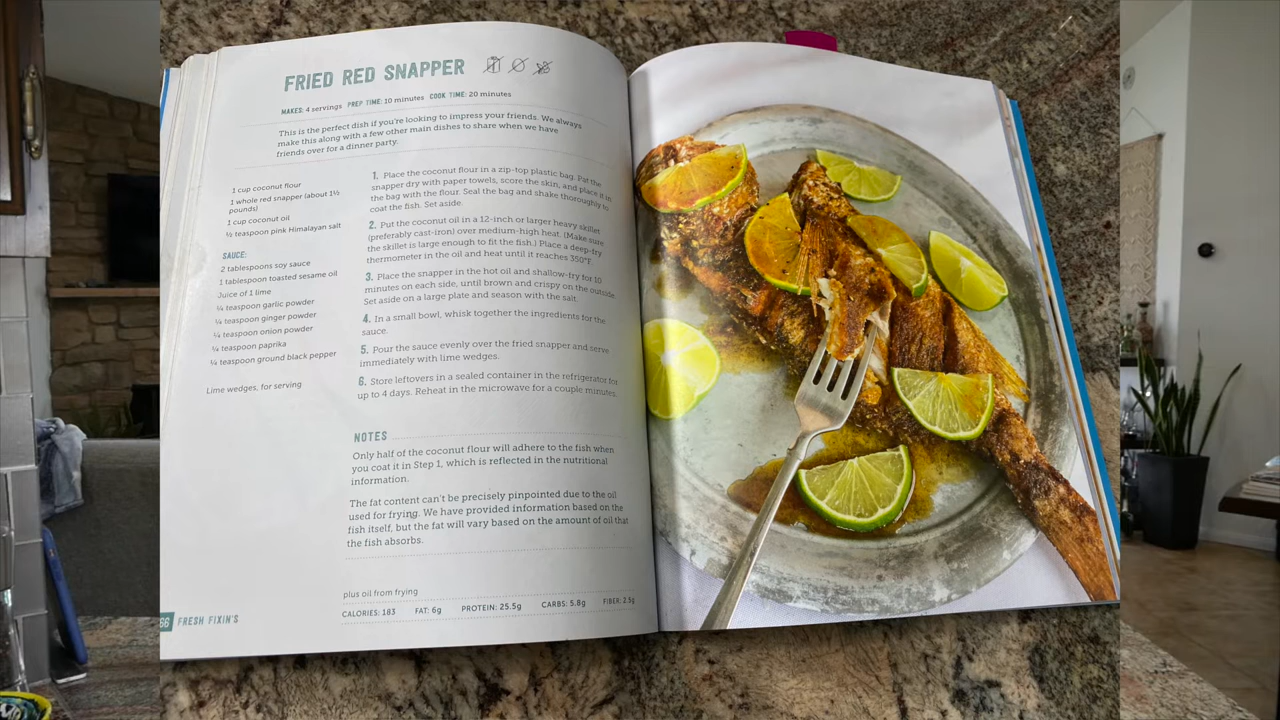 FRIED RED SNAPPER
MAKES: 4 servings PREP TIME: 10 minutes COOK TIME: 20 minutes
This is the perfect dish if you're looking to impress your friends. We always
make this along with a few other main dishes to share when we have
friends over for a dinner party.
1 cup coconut flour
1 whole red snapper (about 1½
pounds)
1 cup coconut oil
½ teaspoon pink Himalayan salt
SAUCE:
2 tablespoons soy sauce
1 tablespoon toasted sesame oil
Juice of 1 lime
¼ teaspoon garlic powder
¼ teaspoon ginger powder
¼ teaspoon onion powder
¼ teaspoon paprika
¼ teaspoon ground black pepper
Lime wedges, for serving
1. Place the coconut flour in a zip-top plastic bag. Pat the
snapper dry with paper towels, score the skin, and place it in
the bag with the flour. Seal the bag and shake thoroughly to
coat the fish. Set aside.
2. Put the coconut oil in a 12-inch or larger heavy skillet
(preferably cast-iron) over medium-high heat. (Make sure
the skillet is large enough to fit the fish.) Place a deep-fry
thermometer in the oil and heat until it reaches 350°F.
3. Place the snapper in the hot oil and shallow-fry for 10
minutes on each side, until brown and crispy on the outside.
Set aside on a large plate and season with the salt.
4. In a small bowl, whisk together the ingredients for the
sauce.
5. Pour the sauce evenly over the fried snapper and serve
immediately with lime wedges.
6. Store leftovers in a sealed container in the refrigerator for
up to 4 days. Reheat in the microwave for a couple minutes.
NOTES
Only half of the coconut flour will adhere to the fish when
you coat it in Step 1, which is reflected in the nutritional
information.
The fat content can't be precisely pinpointed due to the oil
used for frying. We have provided information based on the
fish itself, but the fat will vary based on the amount of oil that
the fish absorbs.
plus oil from frying
CALORIES: 183 FAT: 6g PROTEIN: 25.5g CARBS: 5.8g FIBER: 2.5g
66 FRESH FIXIN'S